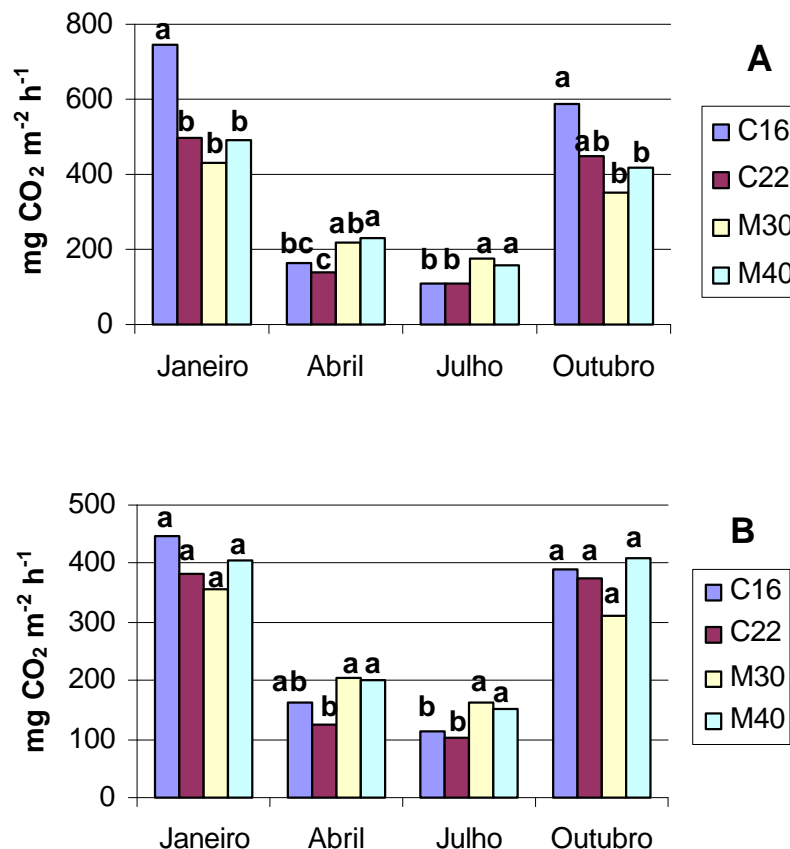 A
mg CO₂ m⁻² h⁻¹
800
600
400
200
0
a
b
b
b
bc
c
ab
a
b
b
a
a
a
ab
b
b
Janeiro Abril Julho Outubro
C16
C22
M30
M40
B
mg CO₂ m⁻² h⁻¹
500
400
300
200
100
0
a
a
a
a
ab
b
a
a
b
b
a
a
a
a
a
a
Janeiro Abril Julho Outubro
C16
C22
M30
M40